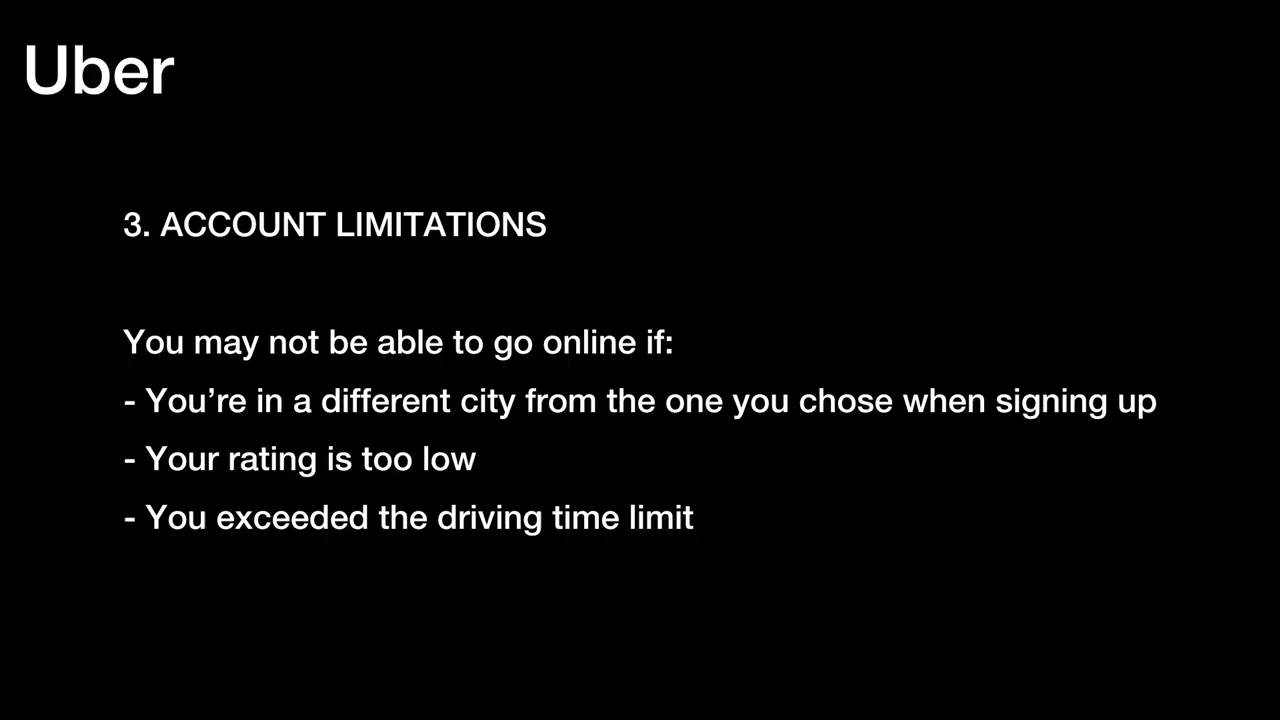 Uber
3. ACCOUNT LIMITATIONS
You may not be able to go online if:
- You’re in a different city from the one you chose when signing up
- Your rating is too low
- You exceeded the driving time limit